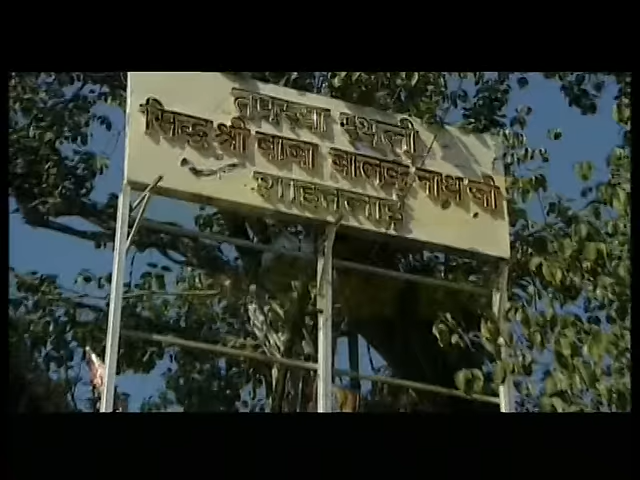 तपस्या स्थली
सिद्ध श्री बाबा बालक नाथ जी
शाहतलाई